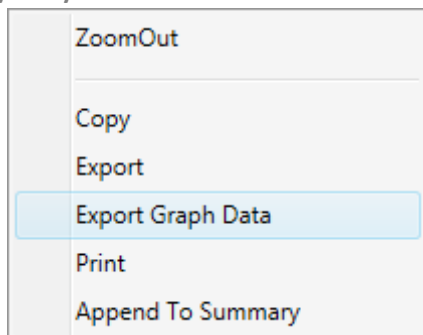 ZoomOut
Copy
Export
Export Graph Data
Print
Append To Summary